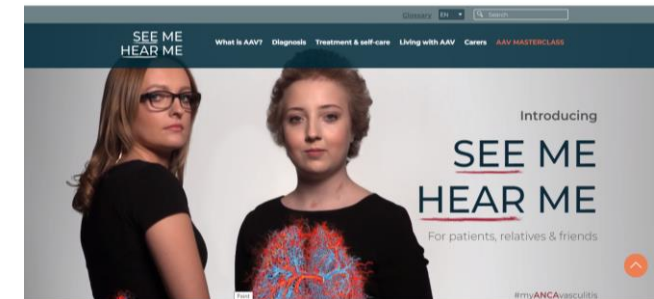 Glossary EN Search
SEE ME
HEAR ME
What is AAV? Diagnosis Treatment & self-care Living with AAV Carers AAV MASTERCLASS
Introducing
SEE ME
HEAR ME
For patients, relatives & friends
#myANCAvasculitis